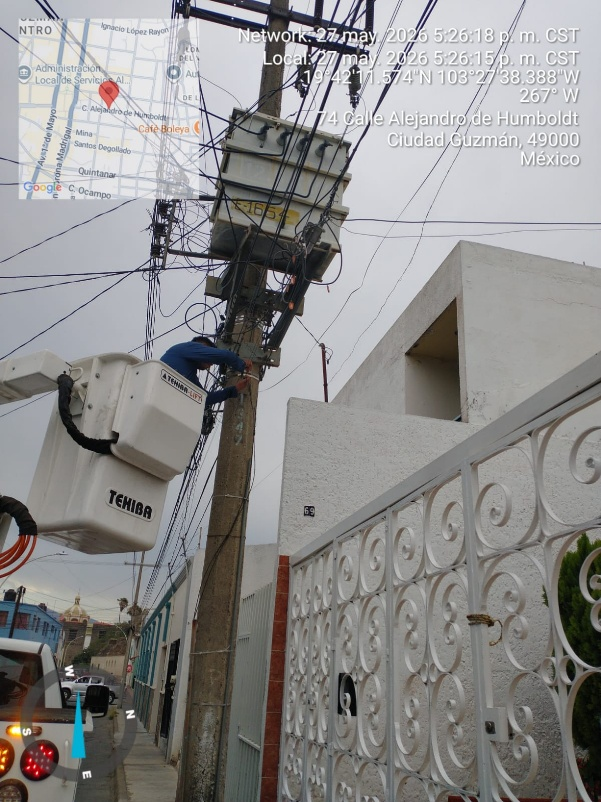 Network: 27 may. 2026 5:26:18 p. m. CST
Local: 27 may. 2026 5:26:15 p. m. CST
19°42'11.574"N 103°27'38.388"W
267° W
74 Calle Alejandro de Humboldt
Ciudad Guzmán, 49000
México
NTRO
Ignacio López Rayón
Administración
Local de Servicios Al...
C. Alejandro de Humboldt
Mina
Café Boleya
Santos Degollado
Quintanar
C. Ocampo
Google
TEHIBA LIFT
TEHIBA
69
W
N
S
E